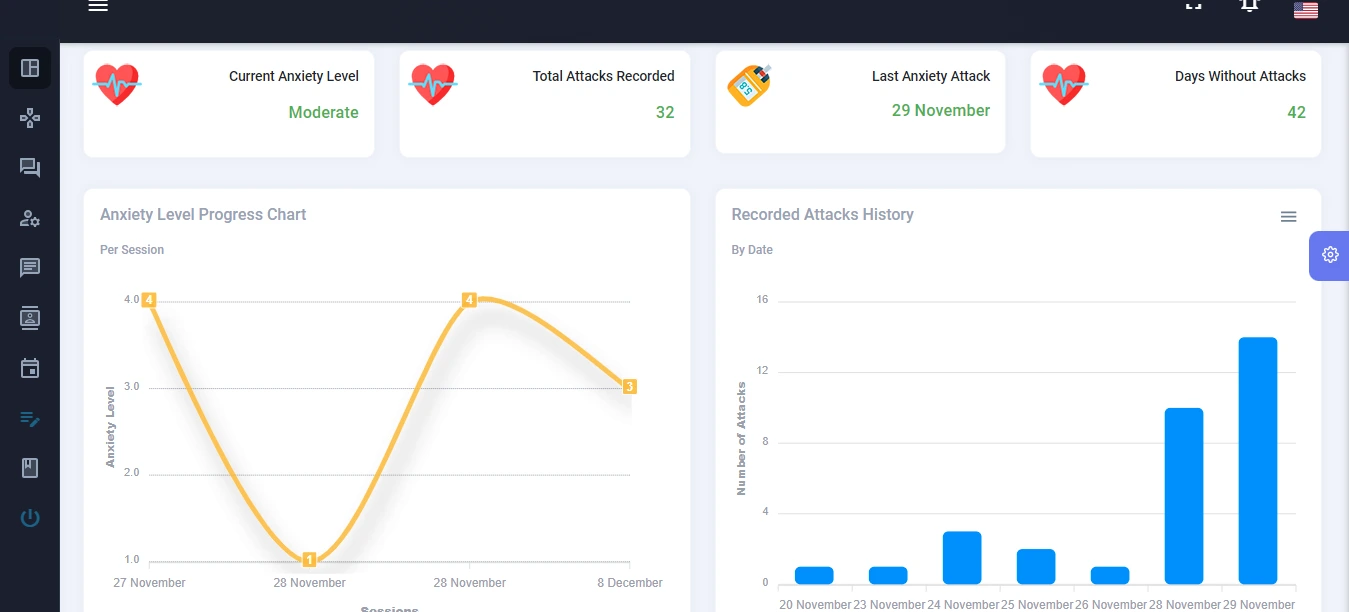 Current Anxiety Level
Moderate
Total Attacks Recorded
32
58
Last Anxiety Attack
29 November
Days Without Attacks
42
Anxiety Level Progress Chart
Per Session
4.0
3.0
2.0
1.0
Anxiety Level
4
1
4
3
27 November
28 November
28 November
8 December
Sessions
Recorded Attacks History
By Date
16
12
8
4
0
Number of Attacks
20 November
23 November
24 November
25 November
26 November
28 November
29 November